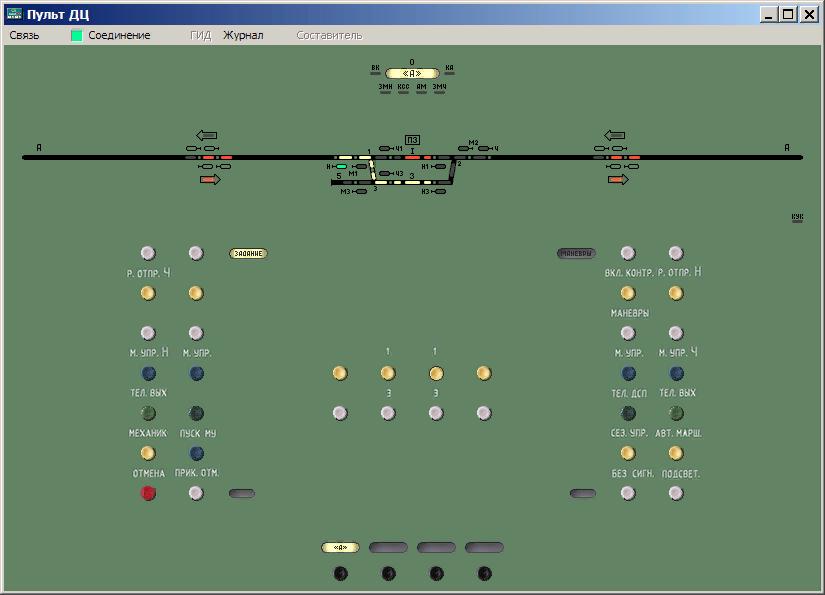 Пульт ДЦ
Связь Соединение ГИД Журнал Составитель
0
ВК «А» КА
ЗМН КСС АМ ЗМЧ
А П3 М2 А
1 Ч1 I Ч
Н М1 Н1 2
5 Ч3 3
М3 3 Н3
КУК
ЗАДАНИЕ МАНЕВРЫ
Р. ОТПР. Ч ВКЛ. КОНТР. Р. ОТПР. Н
МАНЕВРЫ
М. УПР. Н М. УПР. 1 1 М. УПР. М. УПР. Ч
ТЕЛ. ВЫХ 3 3 ТЕЛ. ДСП ТЕЛ. ВЫХ
МЕХАНИК ПУСК МУ СЕЗ. УПР. АВТ. МАРШ.
ОТМЕНА ПРИК. ОТМ. БЕЗ СИГН. ПОДСВЕТ.
«А»